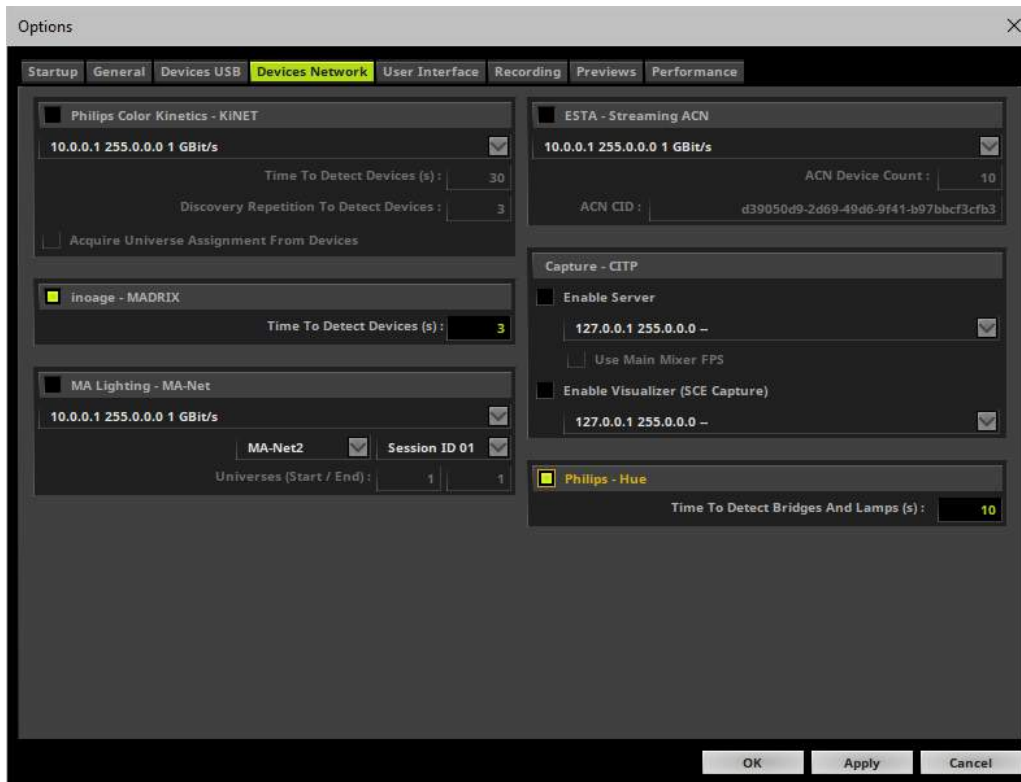 Options
Startup General Devices USB Devices Network User Interface Recording Previews Performance
Philips Color Kinetics - KiNET
10.0.0.1 255.0.0.0 1 GBit/s
Time To Detect Devices (s) : 30
Discovery Repetition To Detect Devices : 3
Acquire Universe Assignment From Devices
inoage - MADRIX
Time To Detect Devices (s) : 3
MA Lighting - MA-Net
10.0.0.1 255.0.0.0 1 GBit/s
MA-Net2 Session ID 01
Universes (Start / End) : 1 1
ESTA - Streaming ACN
10.0.0.1 255.0.0.0 1 GBit/s
ACN Device Count : 10
ACN CID : d39050d9-2d69-49d6-9f41-b97bbcf3cfb3
Capture - CITP
Enable Server
127.0.0.1 255.0.0.0 --
Use Main Mixer FPS
Enable Visualizer (SCE Capture)
127.0.0.1 255.0.0.0 --
Philips - Hue
Time To Detect Bridges And Lamps (s) : 10
OK Apply Cancel